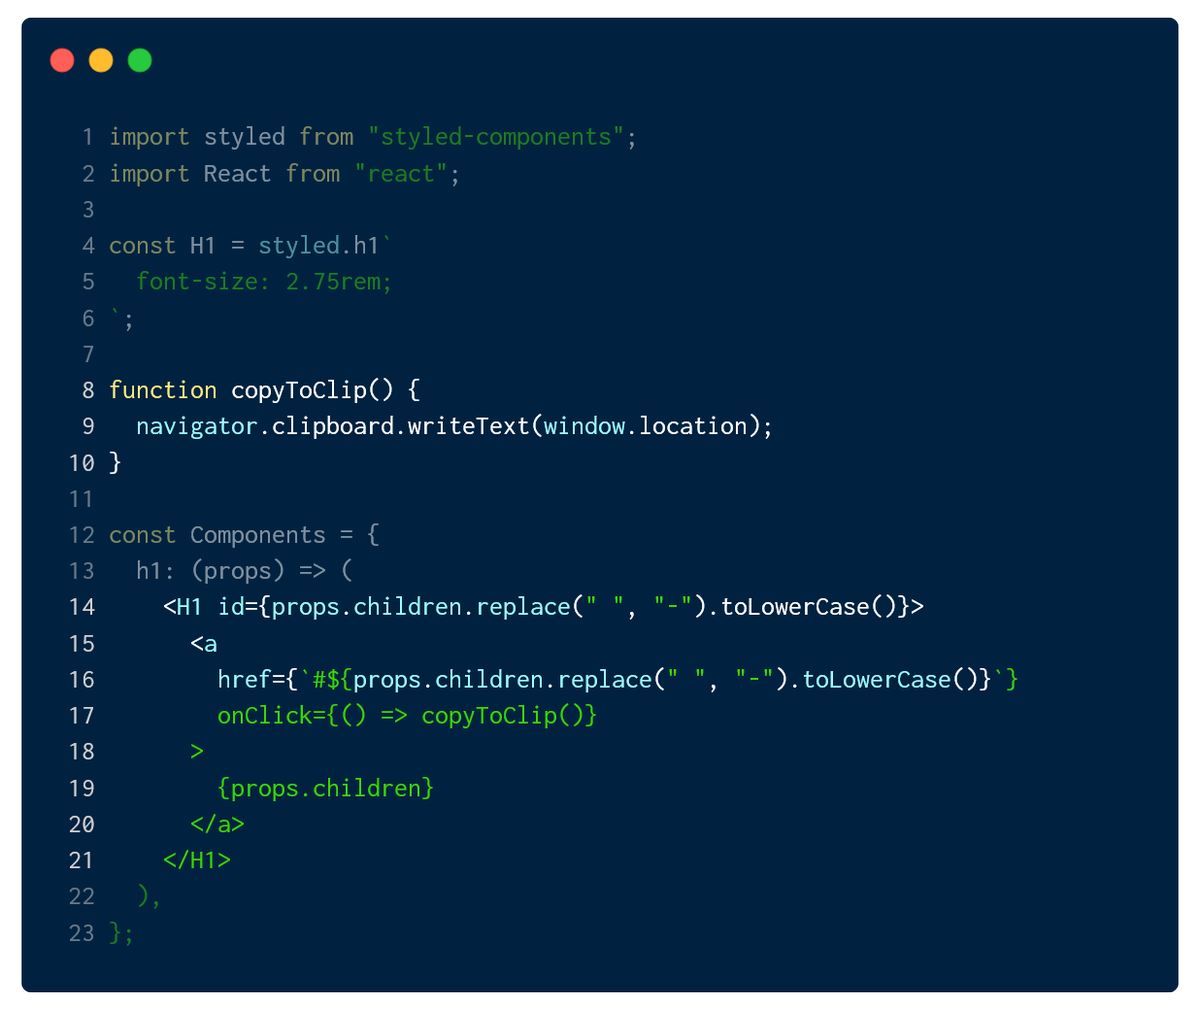 1 import styled from "styled-components";
2 import React from "react";
3
4 const H1 = styled.h1`
5   font-size: 2.75rem;
6 `;
7
8 function copyToClip() {
9   navigator.clipboard.writeText(window.location);
10 }
11
12 const Components = {
13   h1: (props) => (
14     <H1 id={props.children.replace(" ", "-").toLowerCase()}>
15       <a
16         href={`#${props.children.replace(" ", "-").toLowerCase()}`}
17         onClick={() => copyToClip()}
18       >
19         {props.children}
20       </a>
21     </H1>
22   ),
23 };